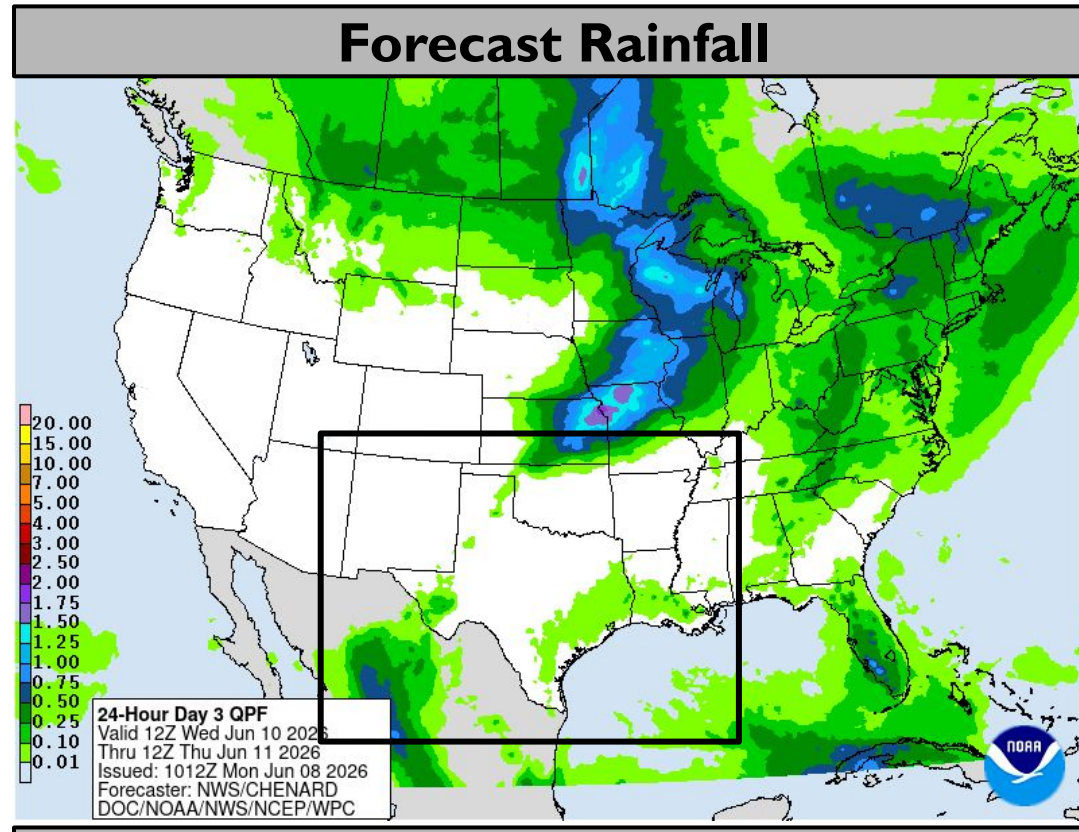 Forecast Rainfall
20.00
15.00
10.00
7.00
5.00
4.00
3.00
2.50
2.00
1.75
1.50
1.25
1.00
0.75
0.50
0.25
0.10
0.01
24-Hour Day 3 QPF
Valid 12Z Wed Jun 10 2026
Thru 12Z Thu Jun 11 2026
Issued: 1012Z Mon Jun 08 2026
Forecaster: NWS/CHENARD
DOC/NOAA/NWS/NCEP/WPC
NOAA